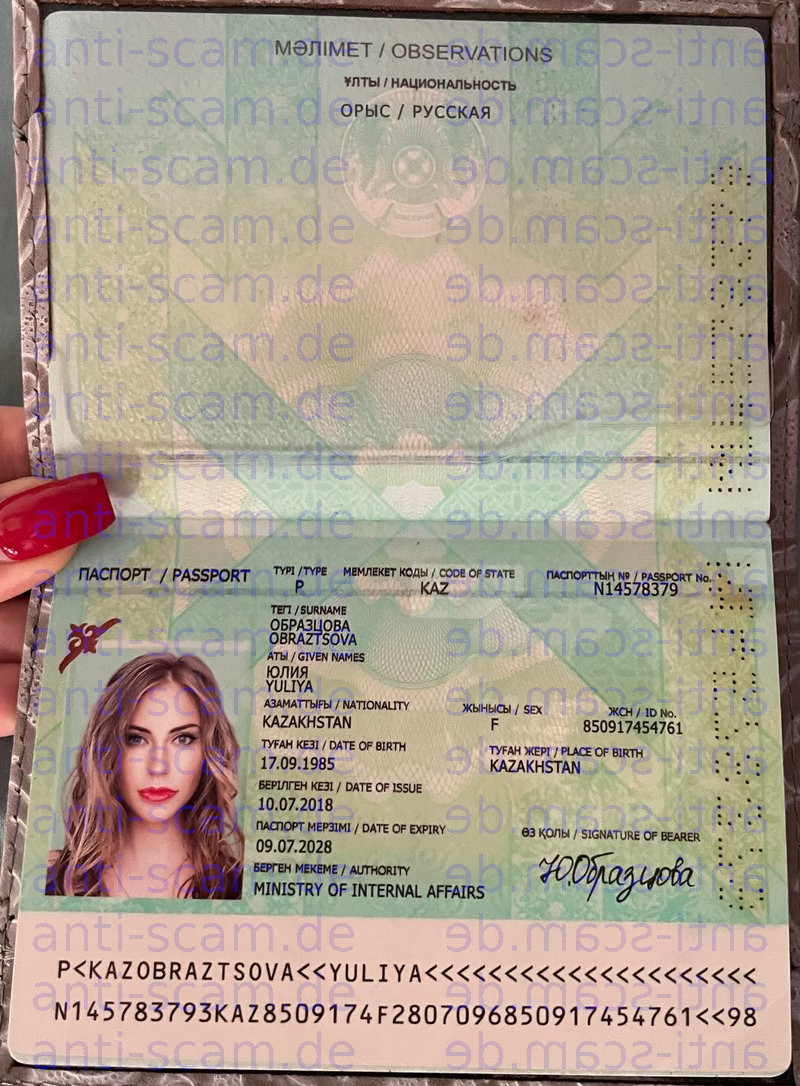 МƏЛІМЕТ / OBSERVATIONS
ҰЛТЫ / НАЦИОНАЛЬНОСТЬ
ОРЫС / РУССКАЯ
ПАСПОРТ / PASSPORT
ТҮРІ / TYPE
P
МЕМЛЕКЕТ КОДЫ / CODE OF STATE
KAZ
ПАСПОРТТЫҢ № / PASSPORT No.
N14578379
ТЕГІ / SURNAME
ОБРАЗЦОВА
OBRAZTSOVA
АТЫ / GIVEN NAMES
ЮЛИЯ
YULIYA
АЗАМАТТЫҒЫ / NATIONALITY
KAZAKHSTAN
ЖЫНЫСЫ / SEX
F
ЖСН / ID No.
850917454761
ТУҒАН КЕЗІ / DATE OF BIRTH
17.09.1985
ТУҒАН ЖЕРІ / PLACE OF BIRTH
KAZAKHSTAN
БЕРІЛГЕН КЕЗІ / DATE OF ISSUE
10.07.2018
ПАСПОРТ МЕРЗІМІ / DATE OF EXPIRY
09.07.2028
БЕРГЕН МЕКЕМЕ / AUTHORITY
MINISTRY OF INTERNAL AFFAIRS
ӨЗ ҚОЛЫ / SIGNATURE OF BEARER
Ю.Образцова
P<KAZOBRAZTSOVA<<YULIYA<<<<<<<<<<<<<<<<<<<<<
N145783793KAZ8509174F2807096850917454761<<98
anti-scam.de